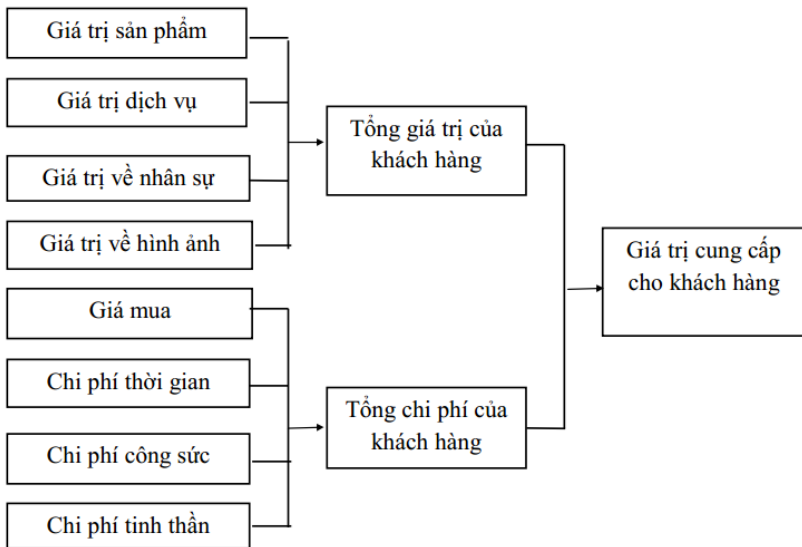 Giá trị sản phẩm
Giá trị dịch vụ
Giá trị về nhân sự
Giá trị về hình ảnh
Giá mua
Chi phí thời gian
Chi phí công sức
Chi phí tinh thần
Tổng giá trị của
khách hàng
Tổng chi phí của
khách hàng
Giá trị cung cấp
cho khách hàng